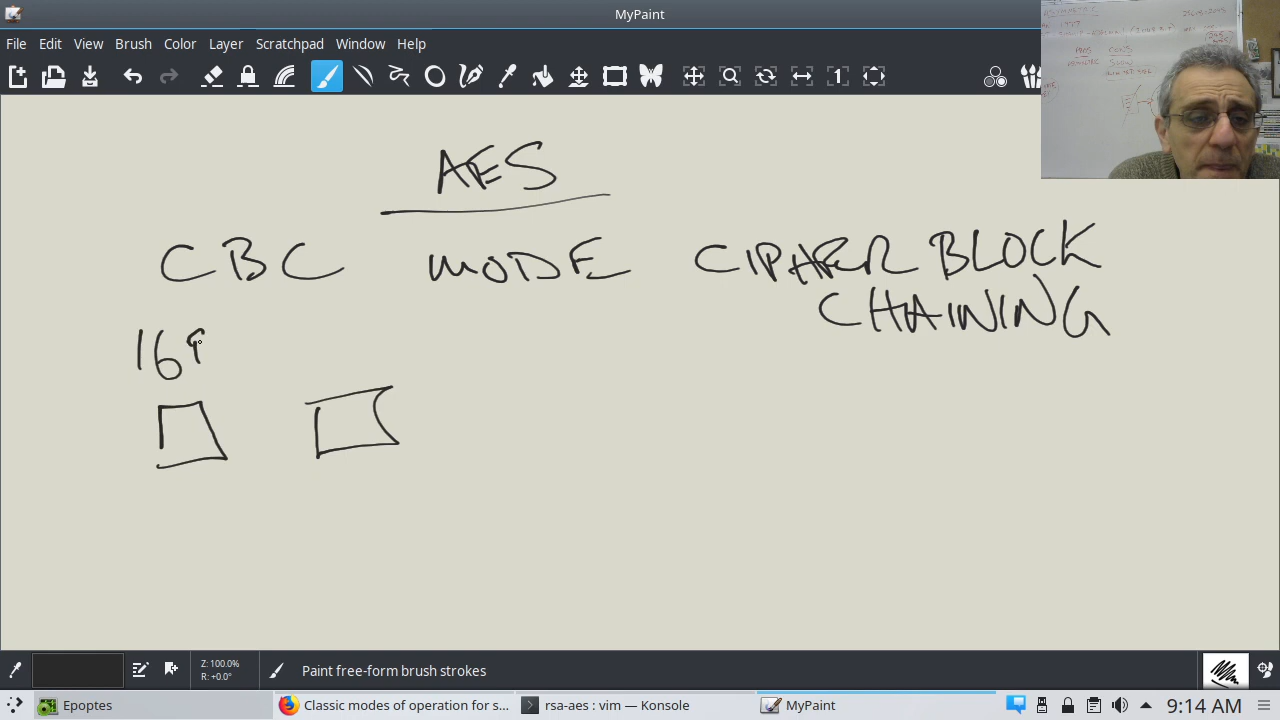 MyPaint
File Edit View Brush Color Layer Scratchpad Window Help
AES
CBC MODE CIPHER BLOCK
CHAINING
16
Z: 100.0%
R: +0.0°
Paint free-form brush strokes
Epoptes
Classic modes of operation for s...
rsa-aes : vim — Konsole
MyPaint
9:14 AM